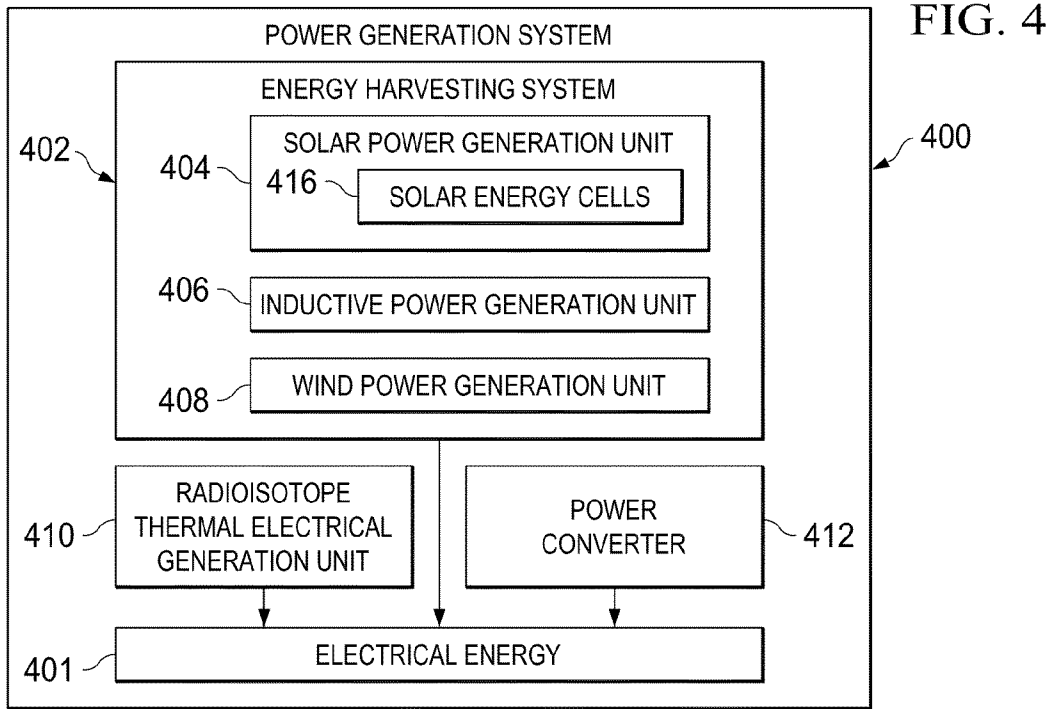 FIG. 4
POWER GENERATION SYSTEM
ENERGY HARVESTING SYSTEM
402
400
SOLAR POWER GENERATION UNIT
404
416
SOLAR ENERGY CELLS
406
INDUCTIVE POWER GENERATION UNIT
408
WIND POWER GENERATION UNIT
410
RADIOISOTOPE
THERMAL ELECTRICAL
GENERATION UNIT
POWER
CONVERTER
412
401
ELECTRICAL ENERGY